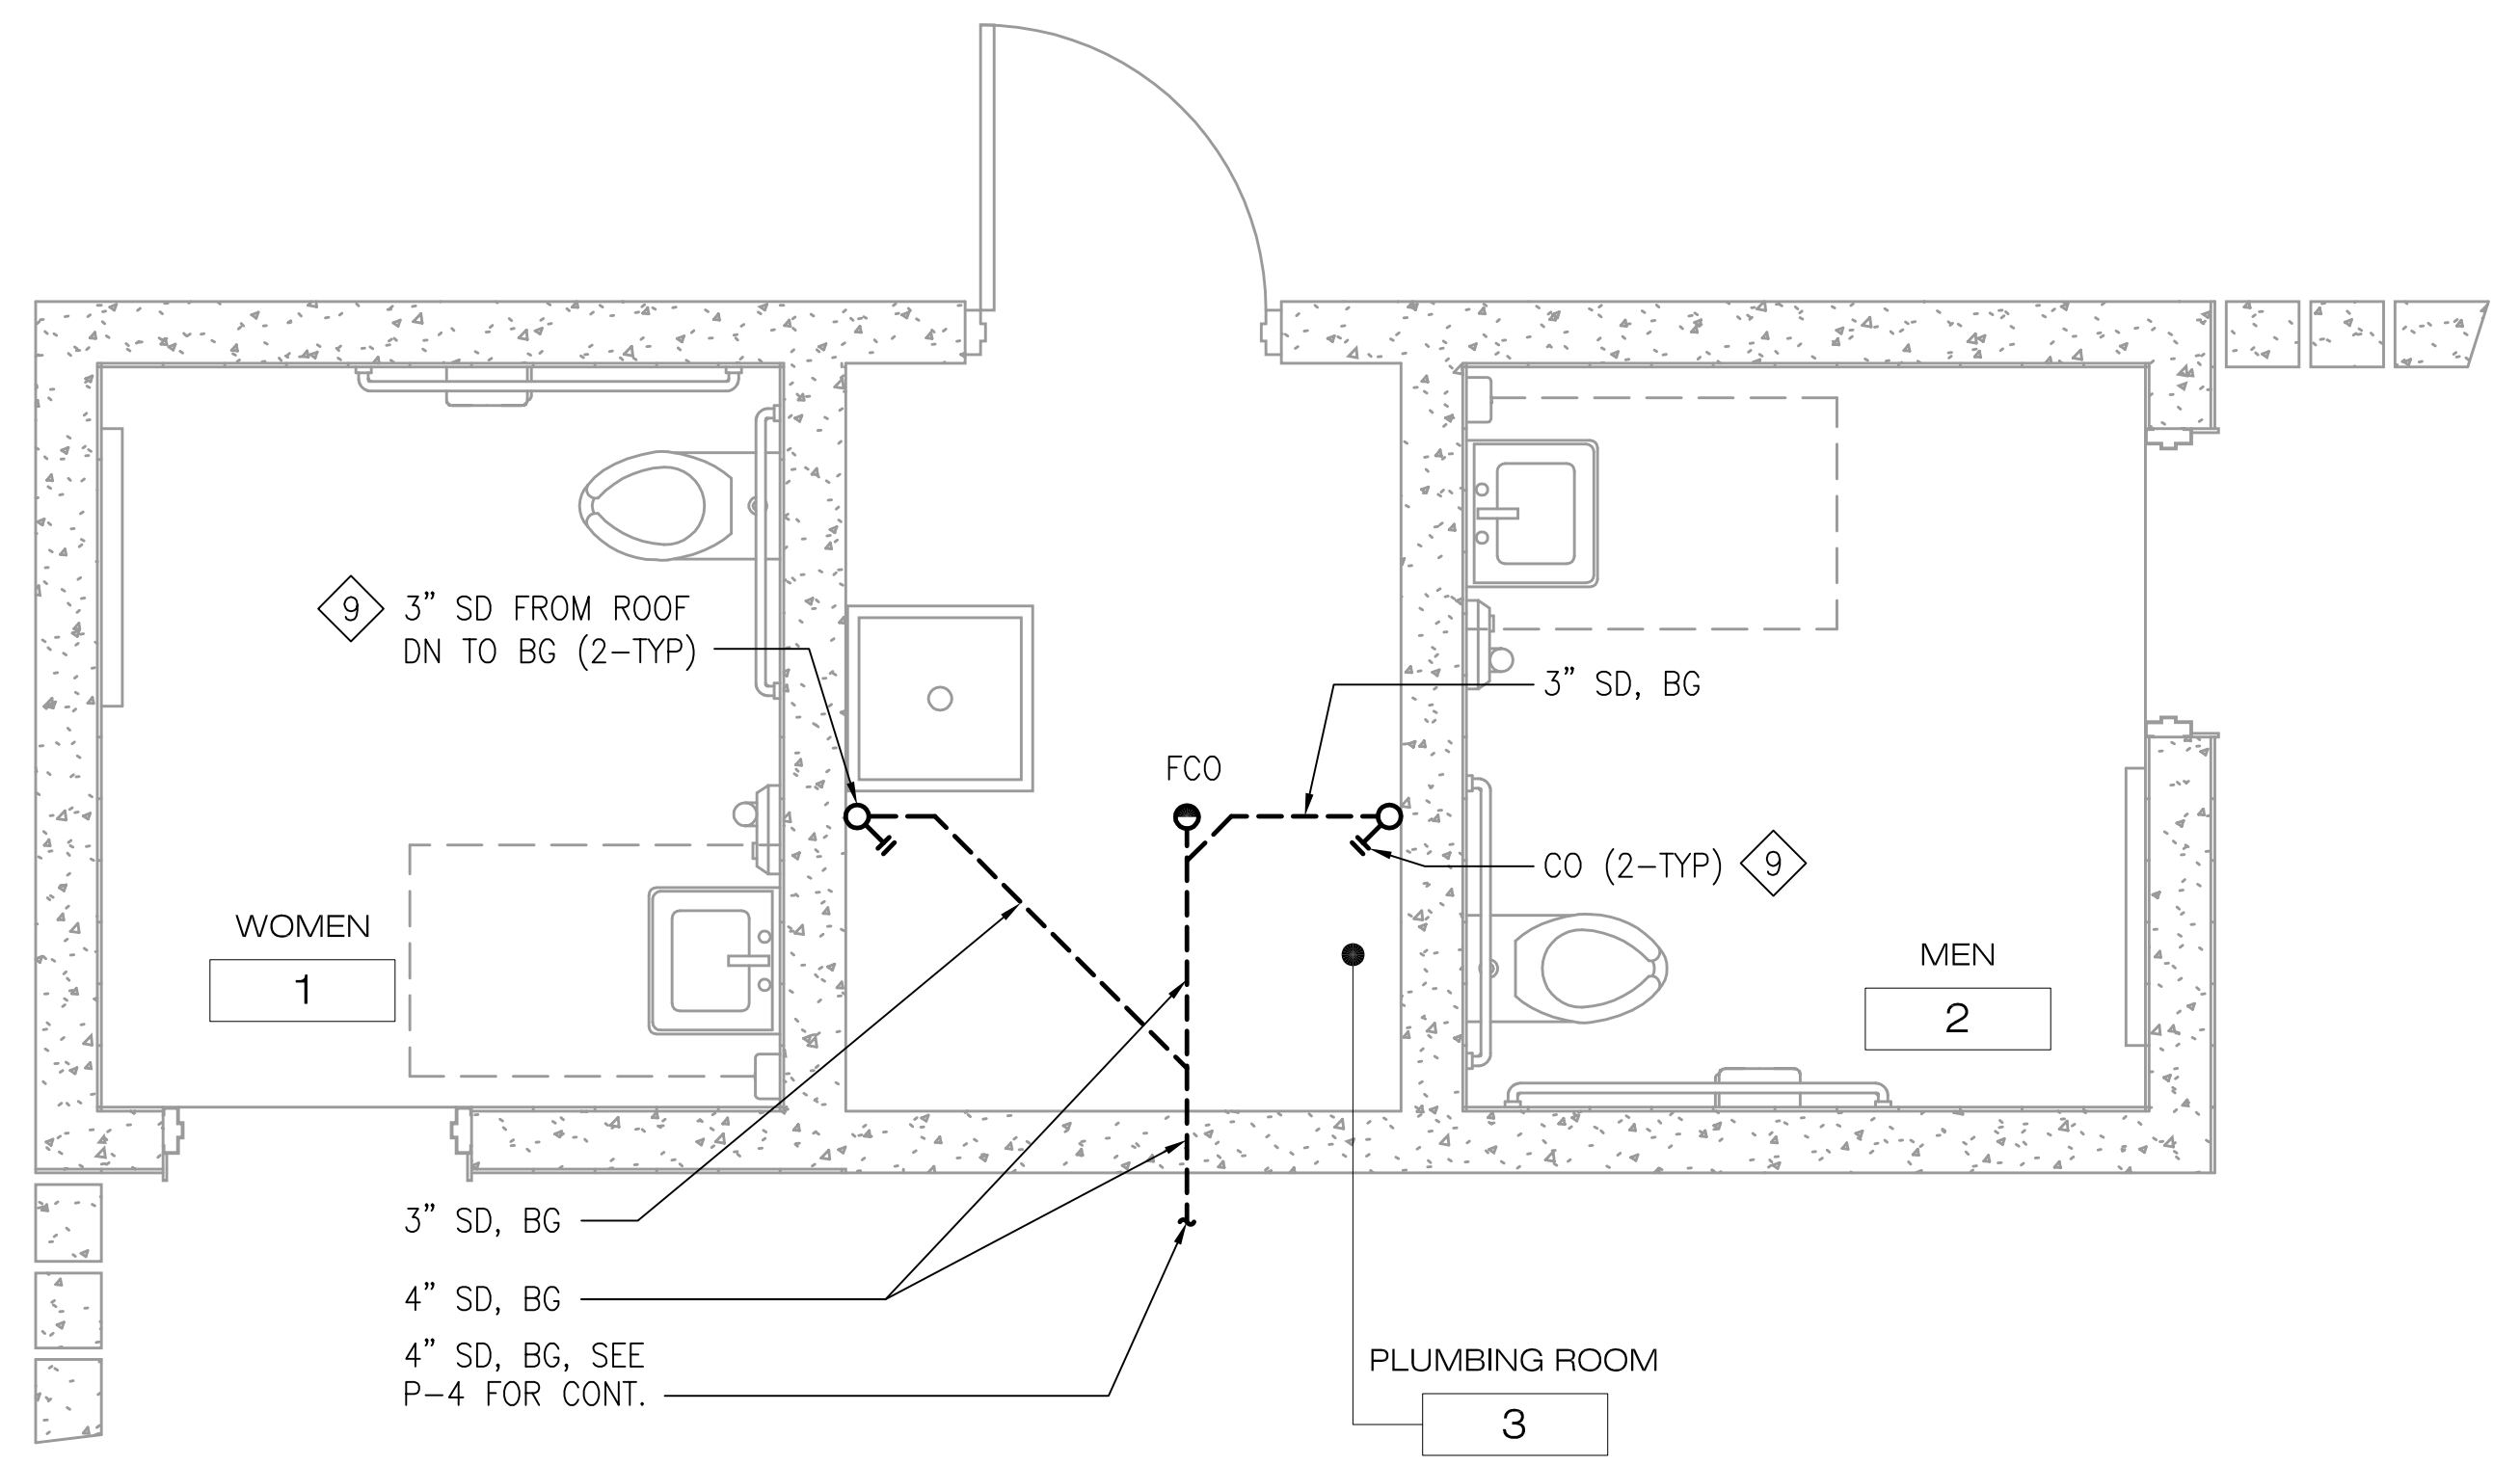 9
3” SD FROM ROOF
DN TO BG (2-TYP)
3” SD, BG
FCO
CO (2-TYP)
9
WOMEN
1
MEN
2
3” SD, BG
4” SD, BG
4” SD, BG, SEE
P-4 FOR CONT.
PLUMBING ROOM
3